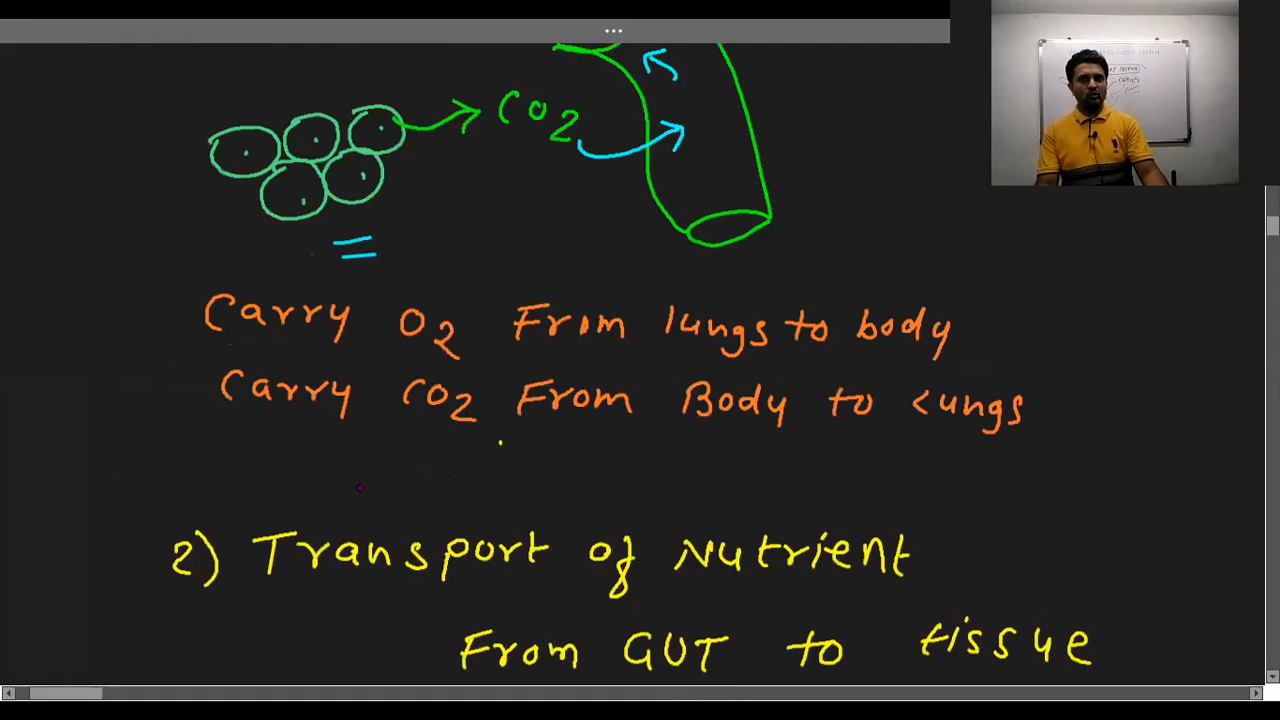 CO2
Carry O2 From lungs to body
Carry CO2 From Body to Lungs
2) Transport of Nutrient
From GUT to tissue